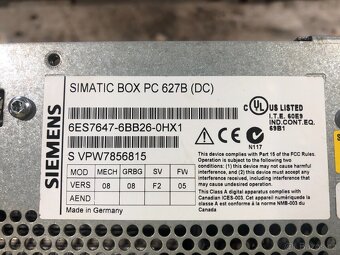 SIEMENS
SIMATIC BOX PC 627B (DC)
6ES7647-6BB26-0HX1
S VPW7856815
MOD MECH GRBG SV FW
VERS 08 08 F2 05
AEND
Made in Germany
C UL US LISTED
I.T.E. 60E9
IND.CONT.EQ.
69B1
N117
This device complies with Part 15 of the FCC Rules.
Operation is subject to the following two conditions:
(1) this device may not cause harmful interference, and
(2) this device must accept any interference received,
including interference that may cause undesired
operation.
This Class A digital apparatus complies with
Canadian ICES-003. Cet appareil numérique de
la classe A est conforme à la norme NMB-003 du
Canada.